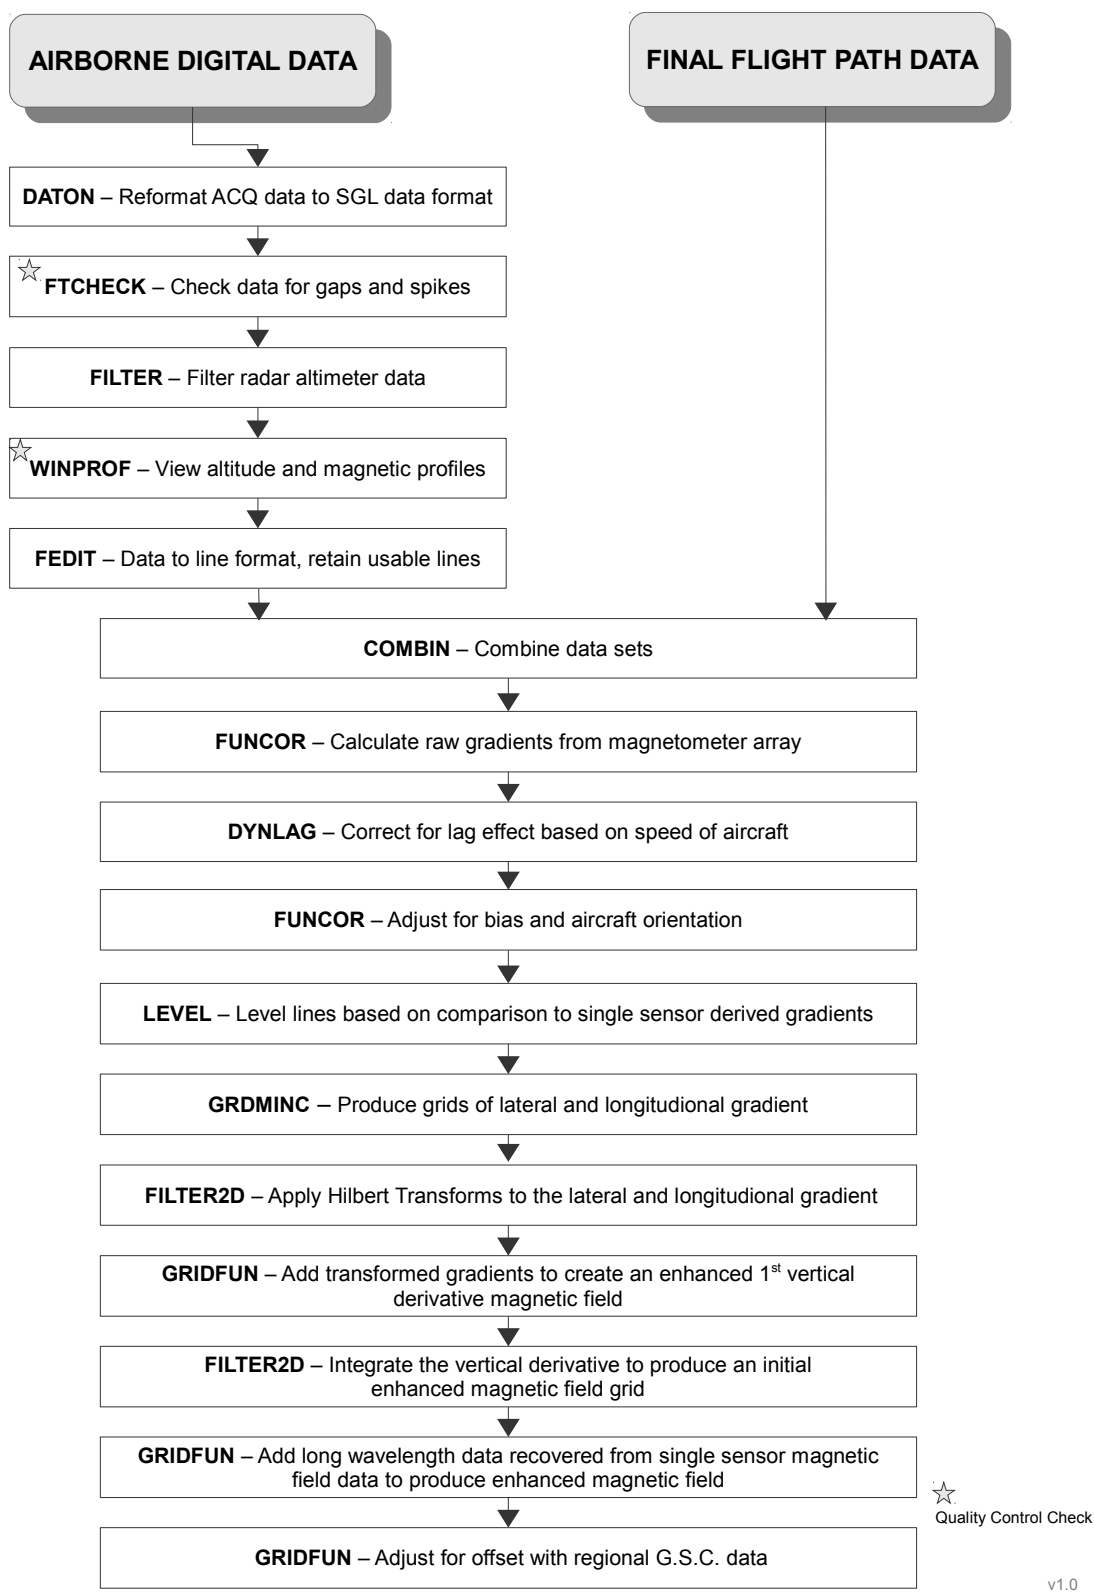 AIRBORNE DIGITAL DATA
FINAL FLIGHT PATH DATA
DATON – Reformat ACQ data to SGL data format
FTCHECK – Check data for gaps and spikes
FILTER – Filter radar altimeter data
WINPROF – View altitude and magnetic profiles
FEDIT – Data to line format, retain usable lines
COMBIN – Combine data sets
FUNCOR – Calculate raw gradients from magnetometer array
DYNLAG – Correct for lag effect based on speed of aircraft
FUNCOR – Adjust for bias and aircraft orientation
LEVEL – Level lines based on comparison to single sensor derived gradients
GRDMINC – Produce grids of lateral and longitudional gradient
FILTER2D – Apply Hilbert Transforms to the lateral and longitudional gradient
GRIDFUN – Add transformed gradients to create an enhanced 1st vertical
derivative magnetic field
FILTER2D – Integrate the vertical derivative to produce an initial
enhanced magnetic field grid
GRIDFUN – Add long wavelength data recovered from single sensor magnetic
field data to produce enhanced magnetic field
Quality Control Check
GRIDFUN – Adjust for offset with regional G.S.C. data
v1.0